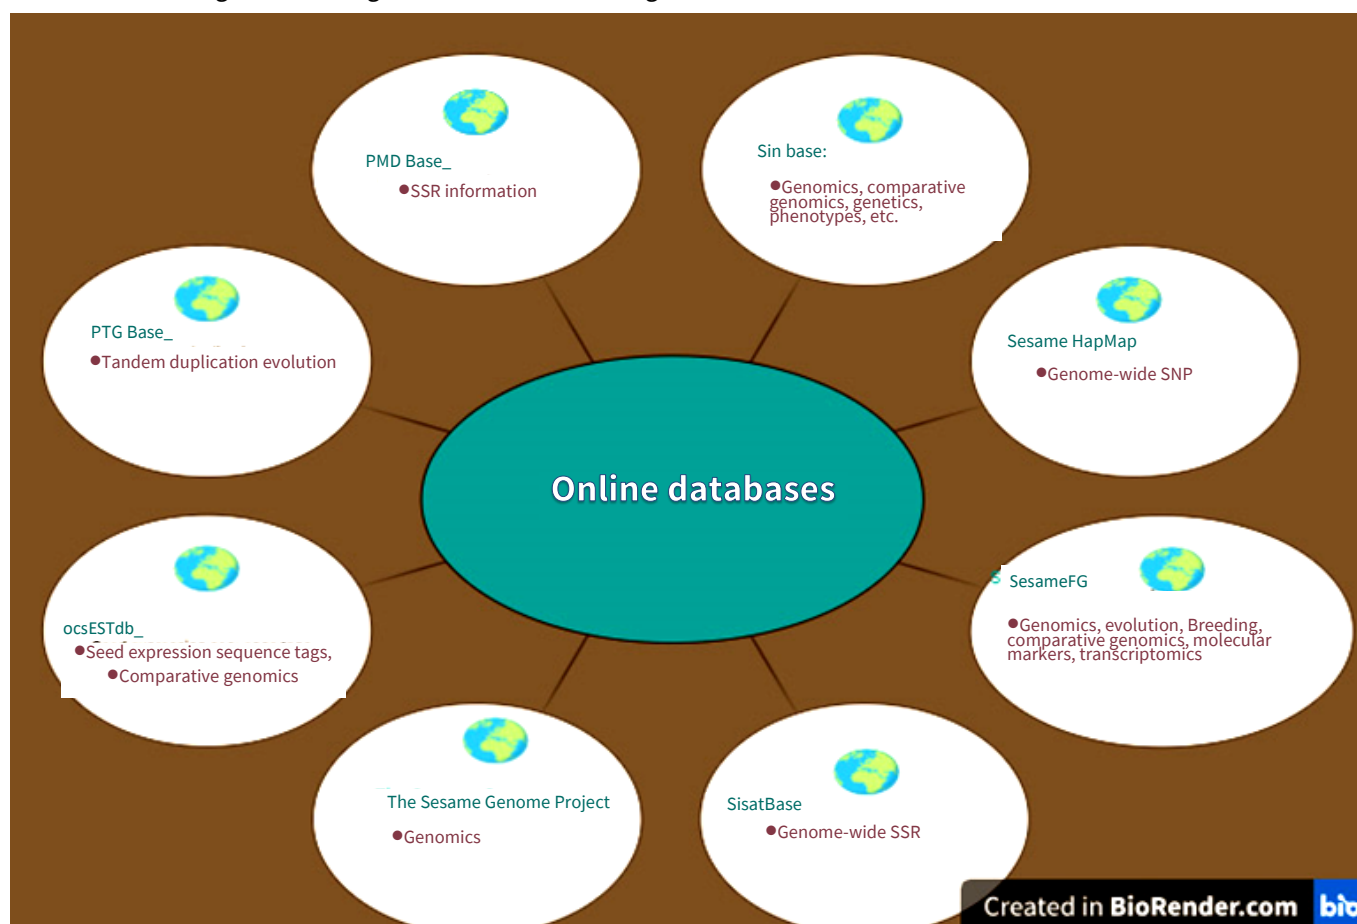 PMD Base_
●SSR information
Sin base:
●Genomics, comparative
genomics, genetics,
phenotypes, etc.
PTG Base_
●Tandem duplication evolution
Sesame HapMap
●Genome-wide SNP
Online databases
ocsESTdb_
●Seed expression sequence tags,
●Comparative genomics
SesameFG
●Genomics, evolution, Breeding,
comparative genomics, molecular
markers, transcriptomics
The Sesame Genome Project
●Genomics
SisatBase
●Genome-wide SSR
Created in BioRender.com